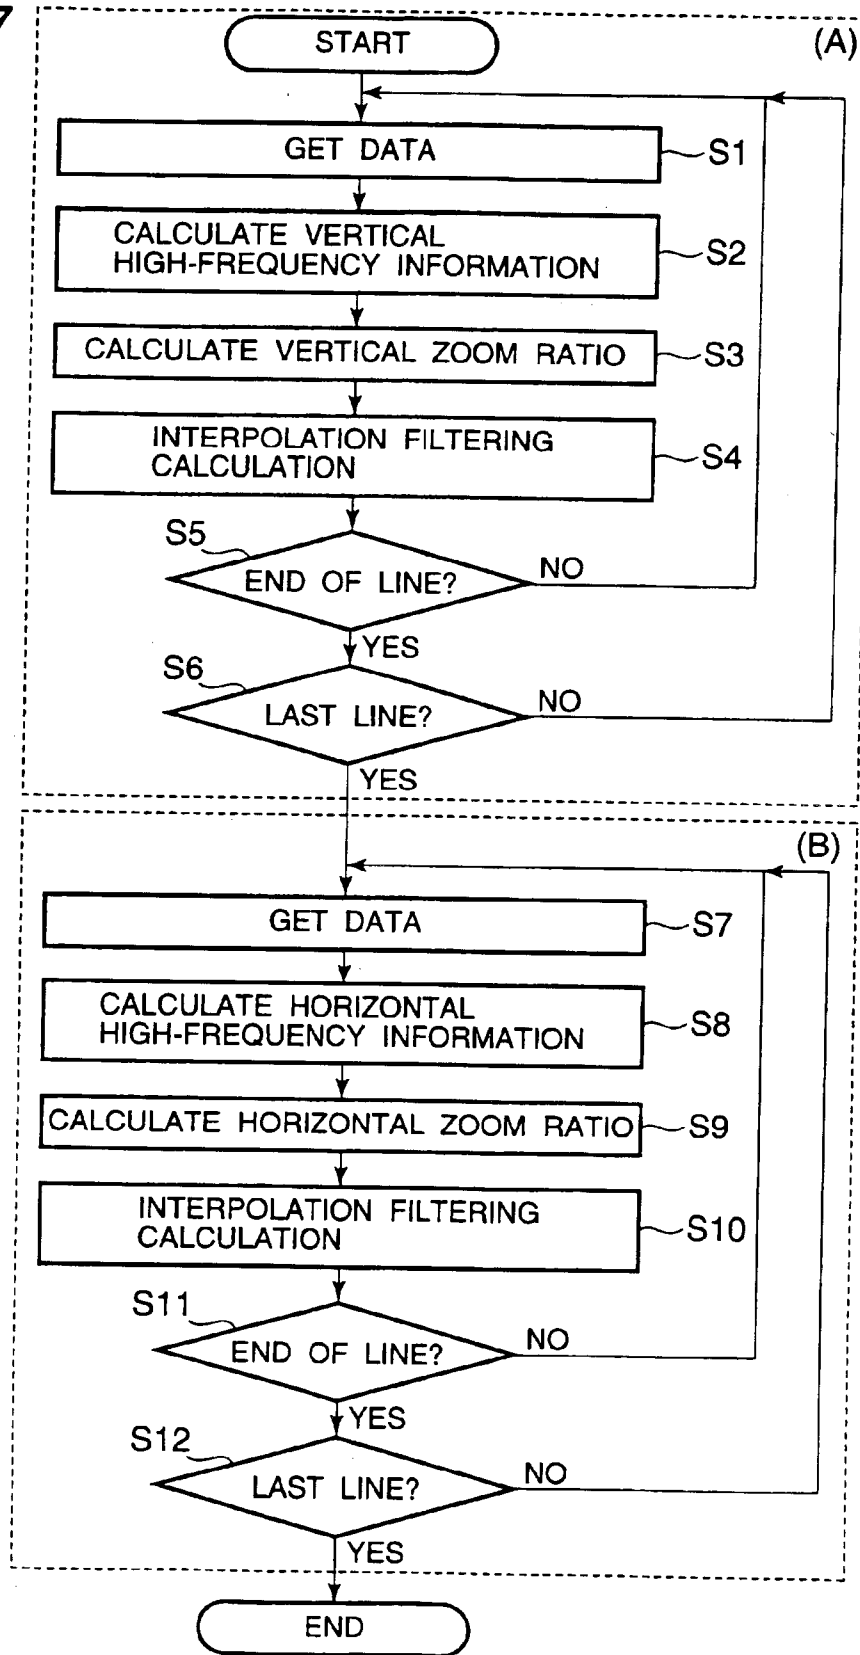 7
START
(A)
GET DATA
S1
CALCULATE VERTICAL
HIGH-FREQUENCY INFORMATION
S2
CALCULATE VERTICAL ZOOM RATIO
S3
INTERPOLATION FILTERING
CALCULATION
S4
S5
END OF LINE?
NO
YES
S6
LAST LINE?
NO
YES
(B)
GET DATA
S7
CALCULATE HORIZONTAL
HIGH-FREQUENCY INFORMATION
S8
CALCULATE HORIZONTAL ZOOM RATIO
S9
INTERPOLATION FILTERING
CALCULATION
S10
S11
END OF LINE?
NO
YES
S12
LAST LINE?
NO
YES
END